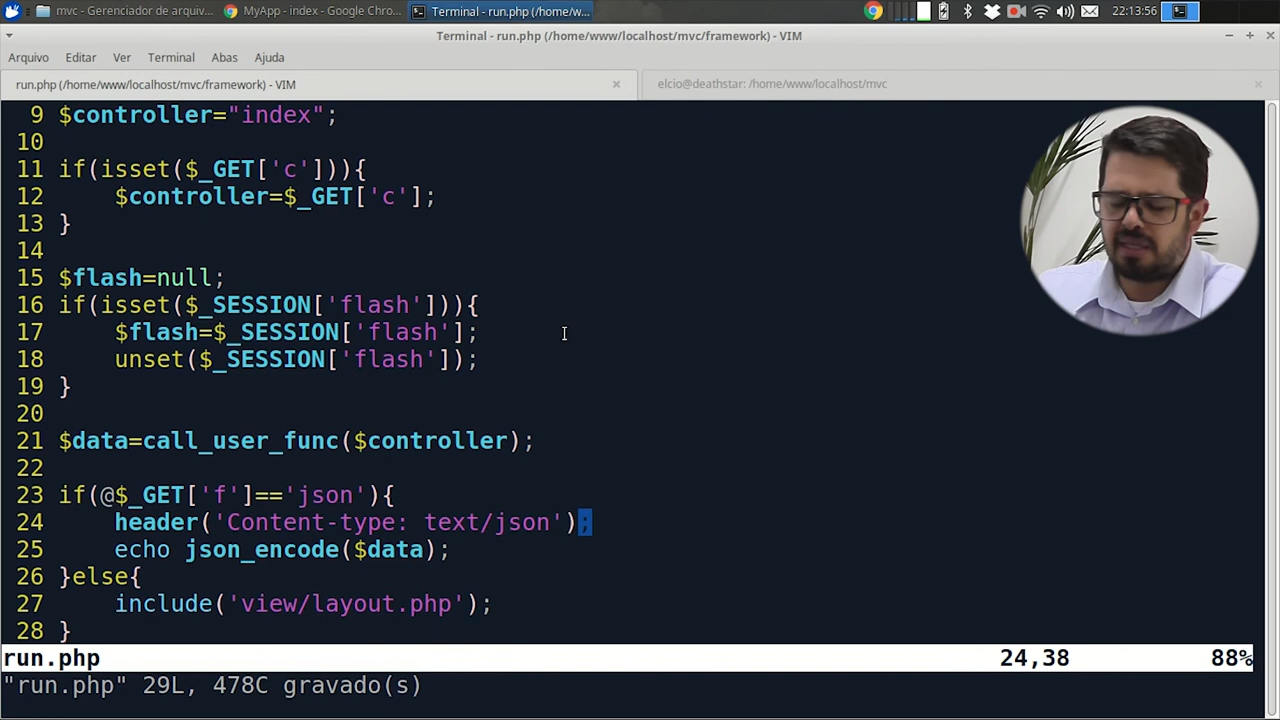 mvc - Gerenciador de arquiv...
MyApp - index - Google Chro...
Terminal - run.php (/home/w...
22:13:56
Terminal - run.php (/home/www/localhost/mvc/framework) - VIM
Arquivo Editar Ver Terminal Abas Ajuda
run.php (/home/www/localhost/mvc/framework) - VIM
elcio@deathstar: /home/www/localhost/mvc
9 $controller="index";
10
11 if(isset($_GET['c'])){
12     $controller=$_GET['c'];
13 }
14
15 $flash=null;
16 if(isset($_SESSION['flash'])){
17     $flash=$_SESSION['flash'];
18     unset($_SESSION['flash']);
19 }
20
21 $data=call_user_func($controller);
22
23 if(@$_GET['f']=='json'){
24     header('Content-type: text/json');
25     echo json_encode($data);
26 }else{
27     include('view/layout.php');
28 }
run.php 24,38 88%
"run.php" 29L, 478C gravado(s)